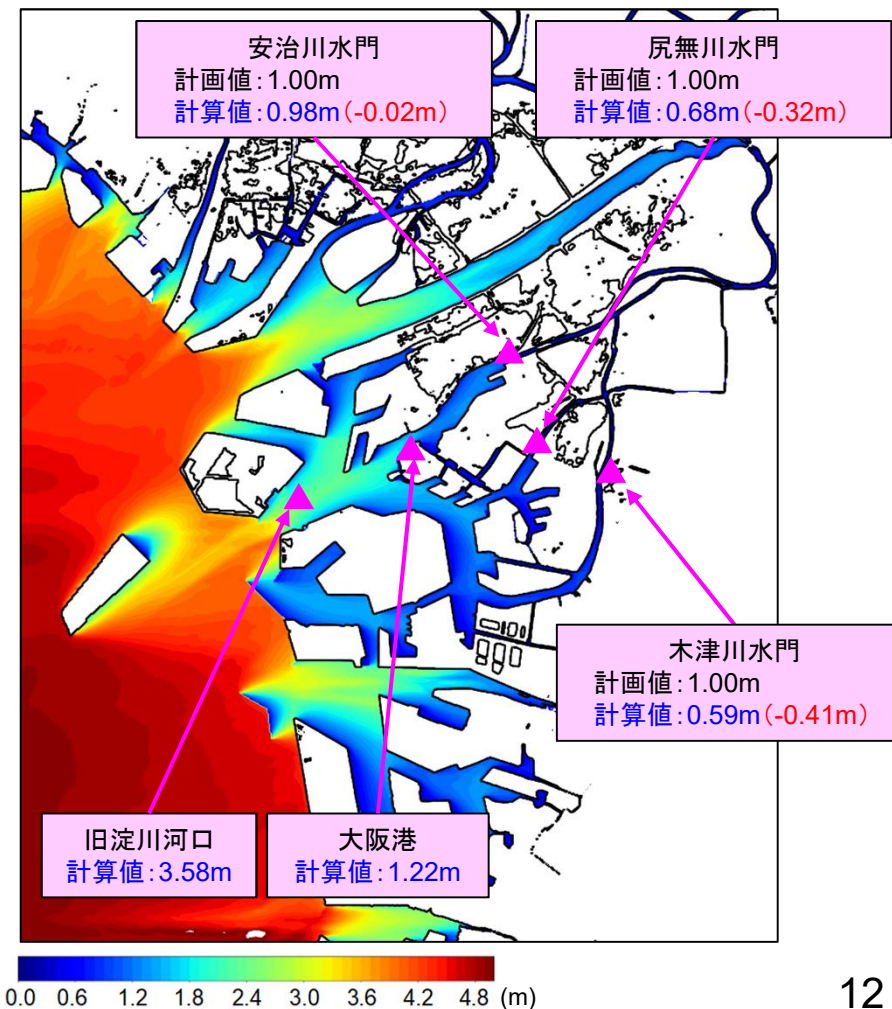 安治川水門
計画値：1.00m
計算値：0.98m（-0.02m）
尻無川水門
計画値：1.00m
計算値：0.68m（-0.32m）
木津川水門
計画値：1.00m
計算値：0.59m（-0.41m）
旧淀川河口
計算値：3.58m
大阪港
計算値：1.22m
0.0 0.6 1.2 1.8 2.4 3.0 3.6 4.2 4.8 (m)
12